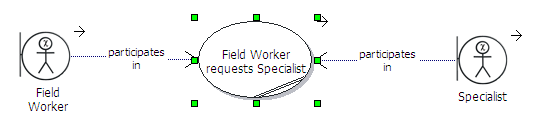 participates
in
Field Worker
requests Specialist
participates
in
Field
Worker
Specialist